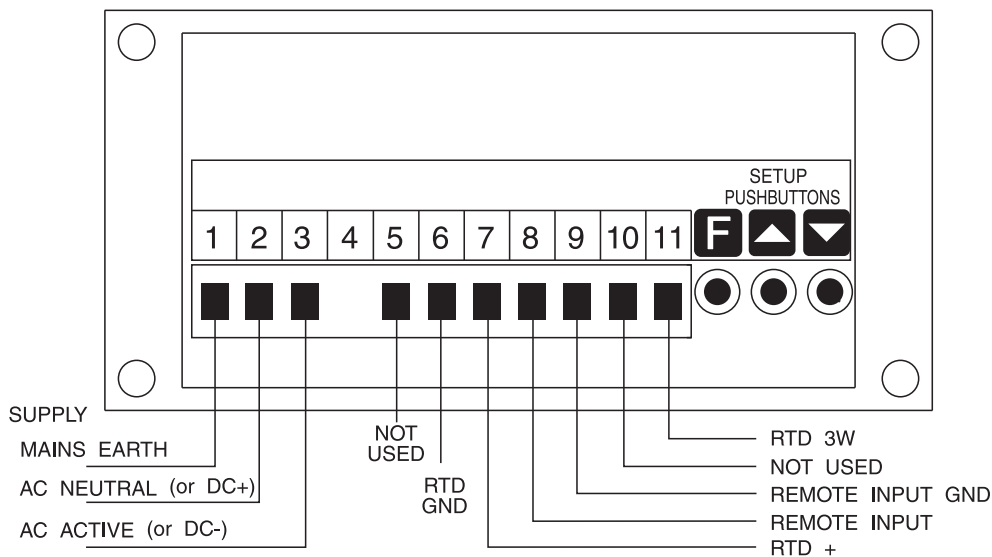 SETUP
PUSHBUTTONS
1 2 3 4 5 6 7 8 9 10 11 F
SUPPLY
MAINS EARTH
AC NEUTRAL (or DC+)
AC ACTIVE (or DC-)
NOT
USED
RTD
GND
RTD 3W
NOT USED
REMOTE INPUT GND
REMOTE INPUT
RTD +